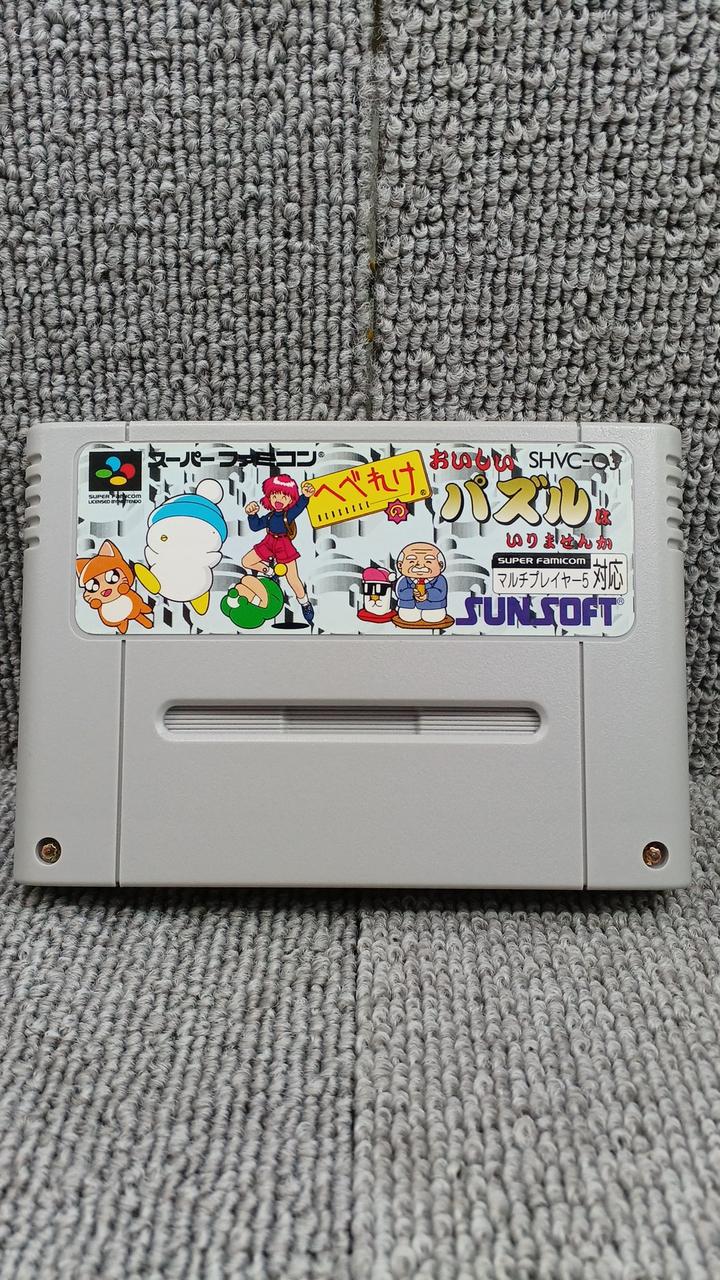 スーパーファミコン®
SUPER FAMICOM
LICENSED BY NINTENDO
へべれけ®
の
おいしい
パズルは
いりませんか
SHVC-OJ
SUPER FAMICOM
マルチプレイヤー5 対応
SUNSOFT®